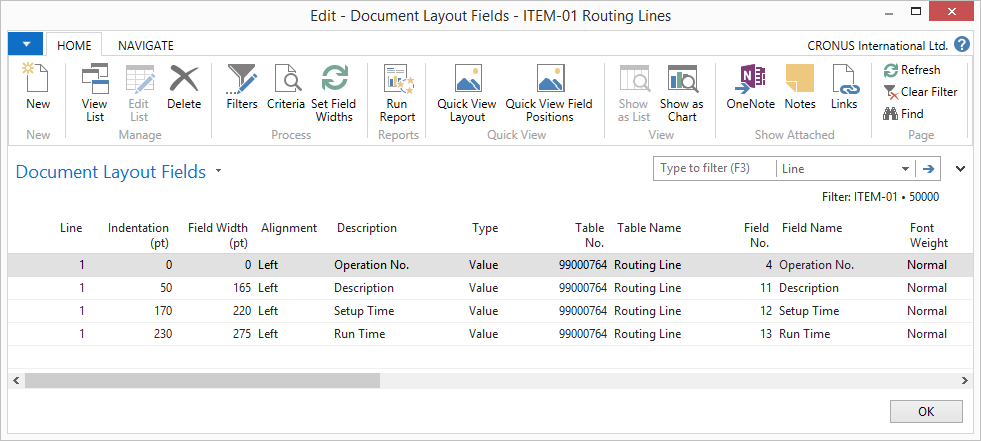 Edit - Document Layout Fields - ITEM-01 Routing Lines
HOME NAVIGATE CRONUS International Ltd. ?
New View List Edit List Delete Filters Criteria Set Field Widths Run Report Quick View Layout Quick View Field Positions Show as List Show as Chart OneNote Notes Links Refresh
Clear Filter
Find
New Manage Process Reports Quick View View Show Attached Page
Document Layout Fields Type to filter (F3) Line
Filter: ITEM-01 • 50000
Line Indentation (pt) Field Width (pt) Alignment Description Type Table No. Table Name Field No. Field Name Font Weight
1 0 0 Left Operation No. Value 99000764 Routing Line 4 Operation No. Normal
1 50 165 Left Description Value 99000764 Routing Line 11 Description Normal
1 170 220 Left Setup Time Value 99000764 Routing Line 12 Setup Time Normal
1 230 275 Left Run Time Value 99000764 Routing Line 13 Run Time Normal
OK